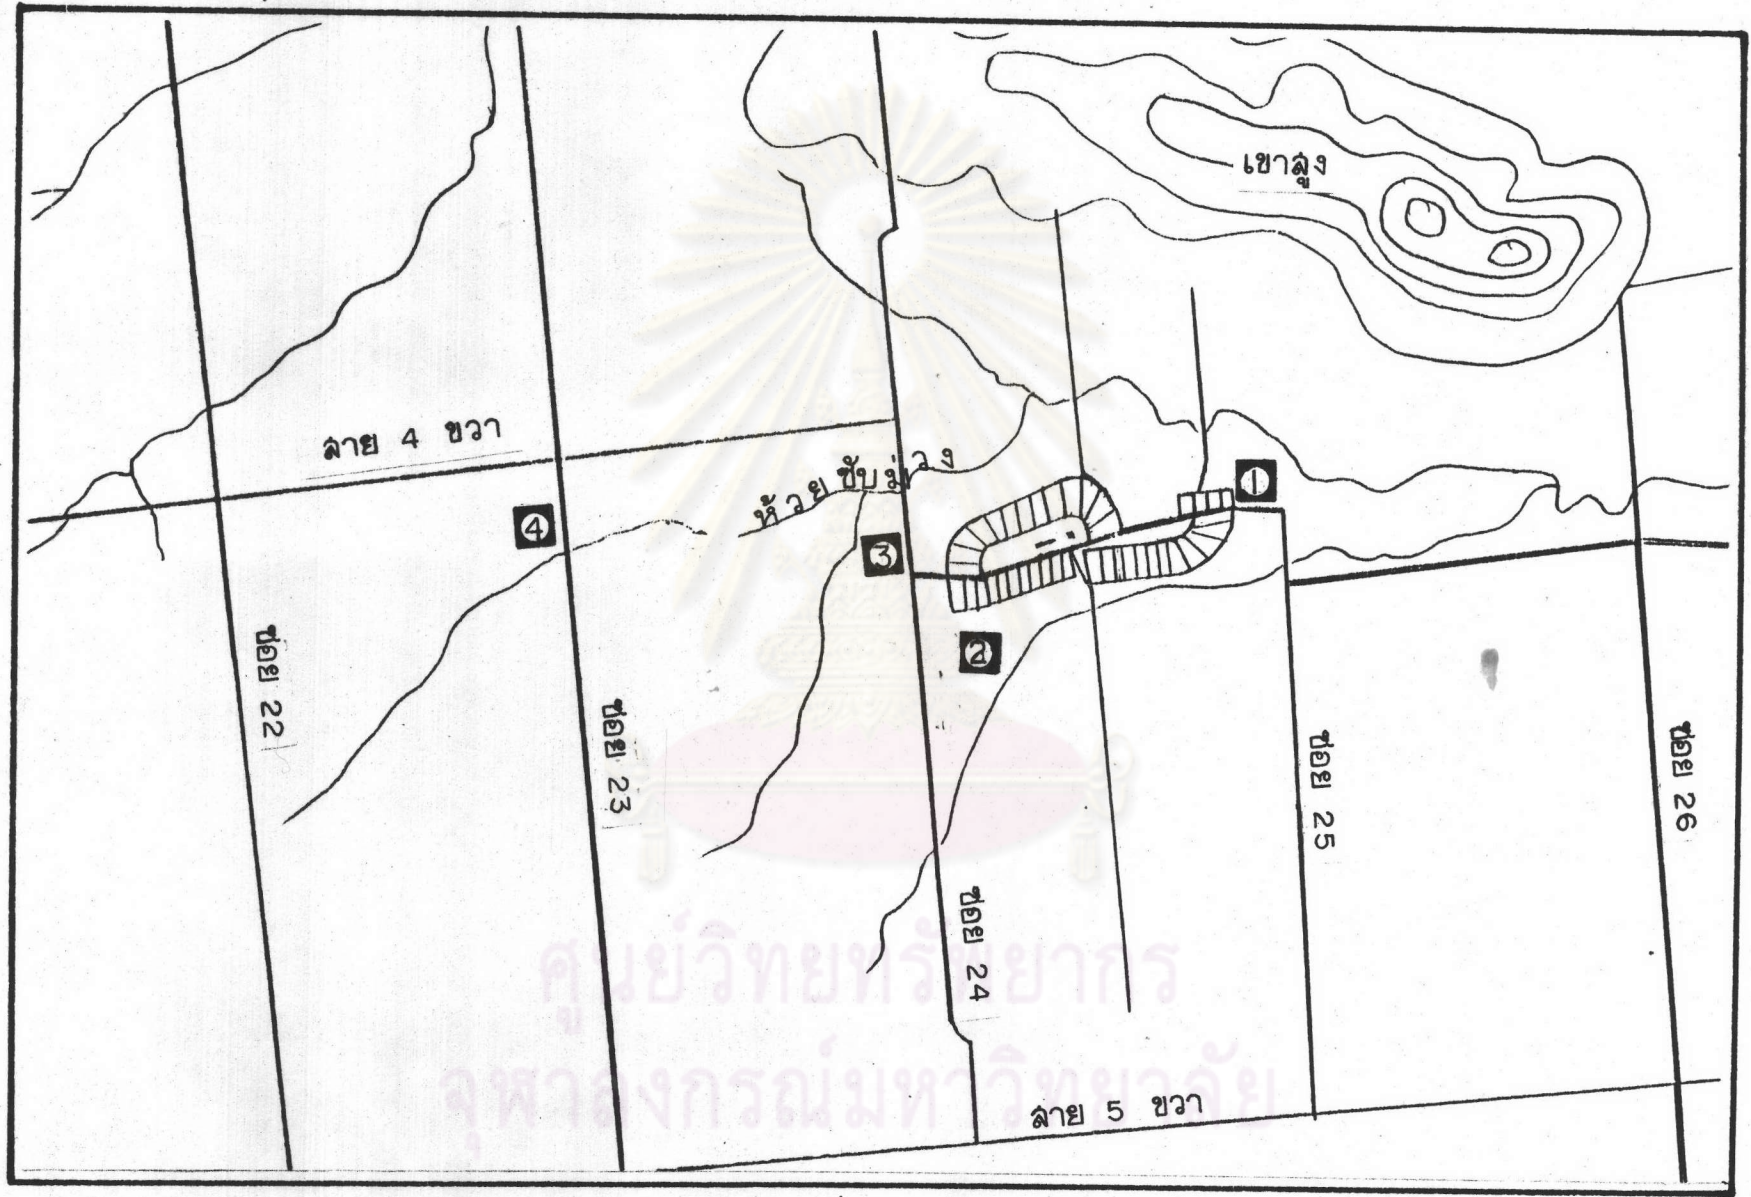 เขาสูง
สาย 4 ขวา
ห้วยซับม่วง
1
4
3
2
ซอย 22
ซอย 23
ซอย 24
ซอย 25
ซอย 26
สาย 5 ขวา
ศูนย์วิทยทรัพยากร
จุฬาลงกรณ์มหาวิทยาลัย